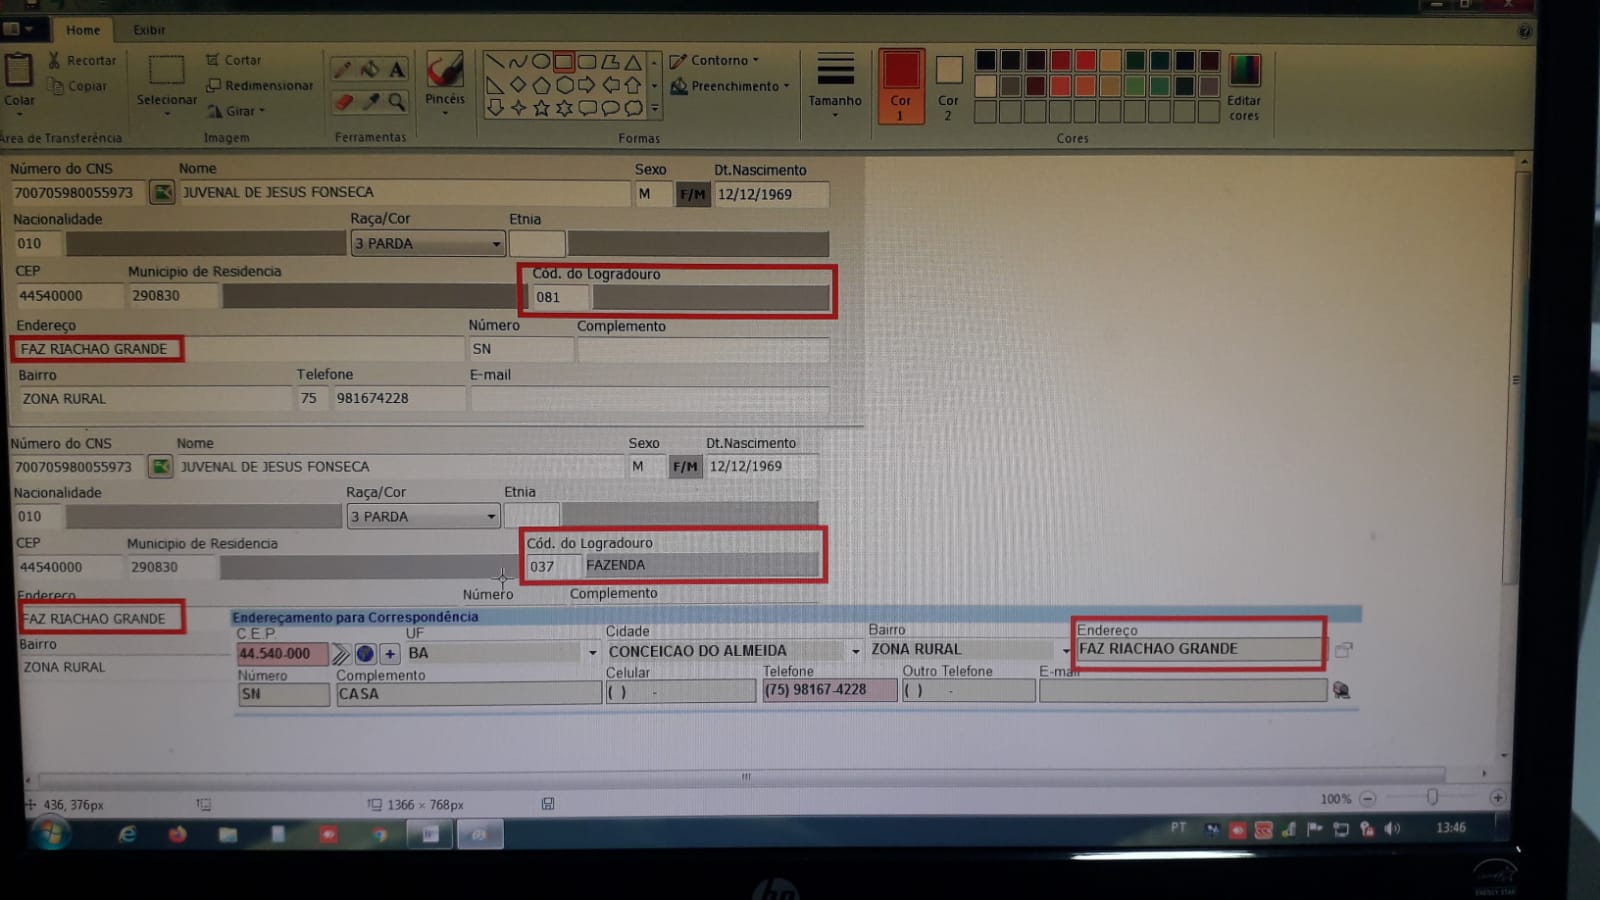 Home Exibir
Colar Recortar Copiar
Área de Transferência
Selecionar Cortar Redimensionar Girar
Imagem
Ferramentas
Pincéis
Formas
Contorno
Preenchimento
Tamanho
Cor 1
Cor 2
Editar cores
Cores
Número do CNS Nome Sexo Dt.Nascimento
700705980055973 JUVENAL DE JESUS FONSECA M F/M 12/12/1969
Nacionalidade Raça/Cor Etnia
010 3 PARDA
CEP Municipio de Residencia Cód. do Logradouro
44540000 290830 081
Endereço Número Complemento
FAZ RIACHAO GRANDE SN
Bairro Telefone E-mail
ZONA RURAL 75 981674228
Número do CNS Nome Sexo Dt.Nascimento
700705980055973 JUVENAL DE JESUS FONSECA M F/M 12/12/1969
Nacionalidade Raça/Cor Etnia
010 3 PARDA
CEP Municipio de Residencia Cód. do Logradouro
44540000 290830 037 FAZENDA
Endereço Número Complemento
FAZ RIACHAO GRANDE
Bairro
ZONA RURAL
Endereçamento para Correspondência
C.E.P. UF Cidade Bairro Endereço
44.540-000 BA CONCEICAO DO ALMEIDA ZONA RURAL FAZ RIACHAO GRANDE
Número Complemento Celular Telefone Outro Telefone E-mail
SN CASA ( ) - (75) 98167-4228 ( ) -
436, 376px 1366 × 768px 100%
PT 13:46
hp
ENERGY STAR